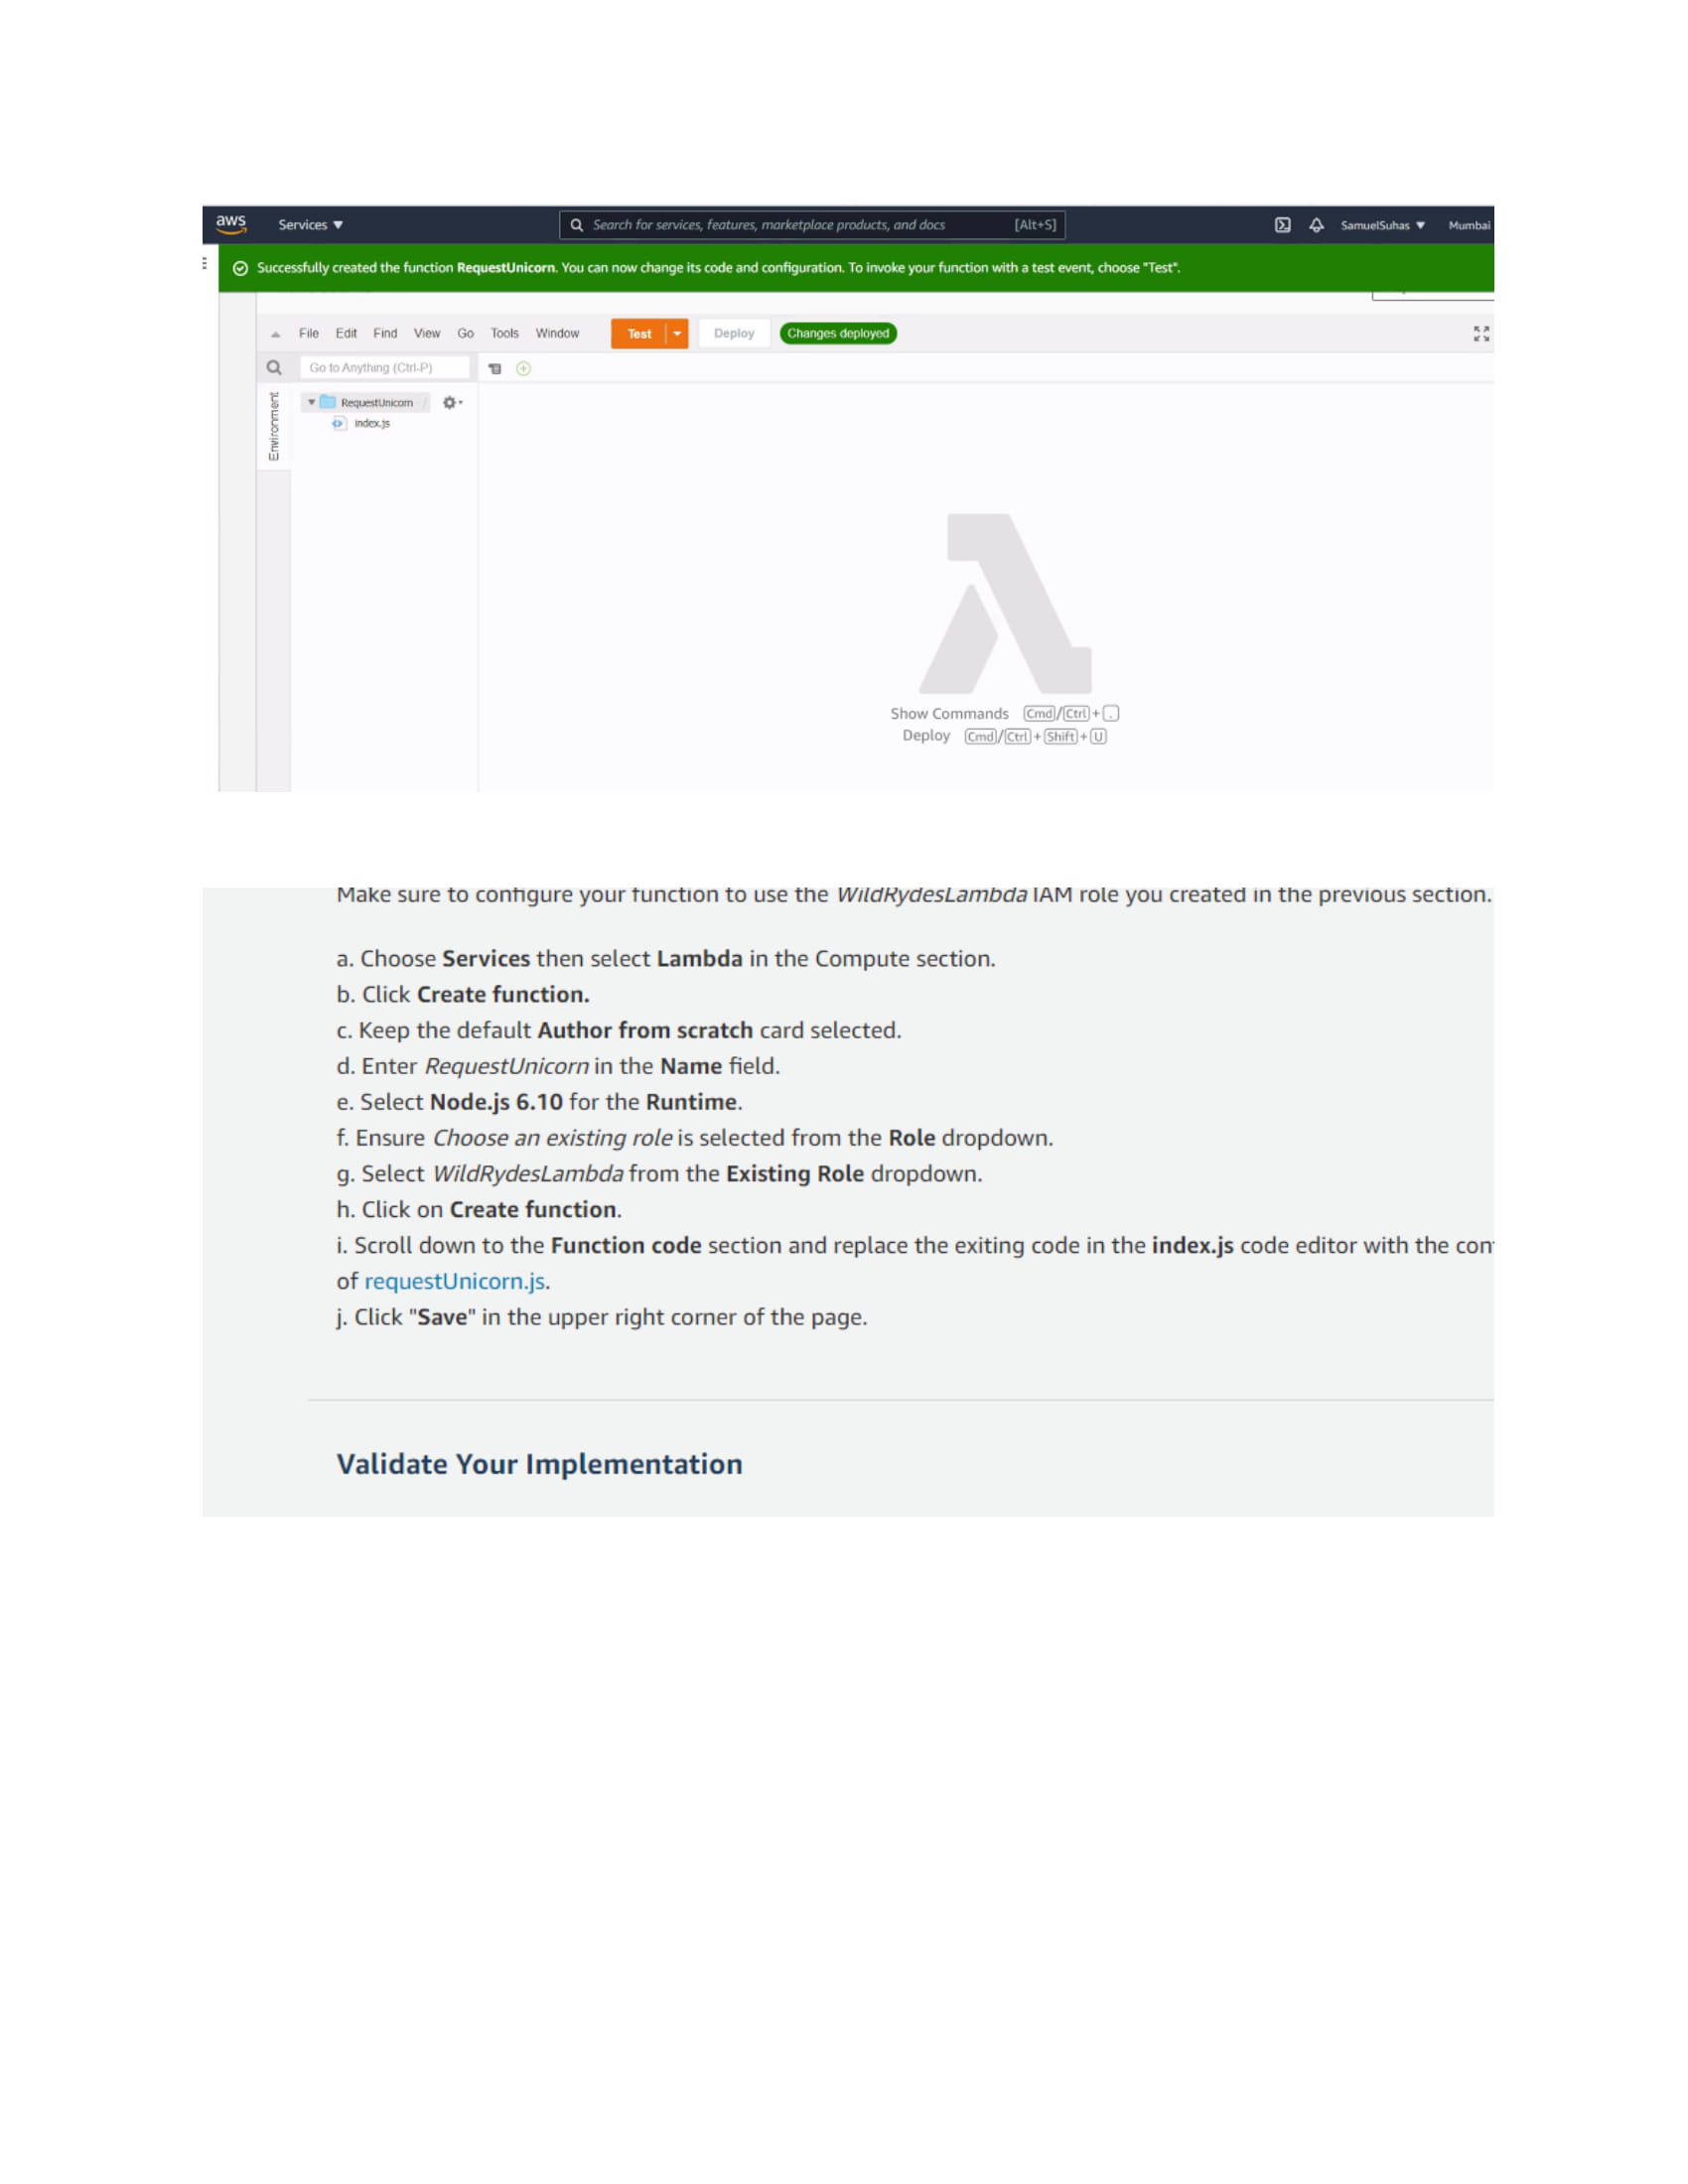 aws Services ▼ Search for services, features, marketplace products, and docs [Alt+S] SamuelSuhas ▼ Mumbai
Successfully created the function RequestUnicorn. You can now change its code and configuration. To invoke your function with a test event, choose "Test".
File Edit Find View Go Tools Window Test Deploy Changes deployed
Go to Anything (Ctrl-P)
Environment
RequestUnicorn /
index.js
Show Commands Cmd/Ctrl+.
Deploy Cmd/Ctrl+Shift+U
Make sure to configure your function to use the WildRydesLambda IAM role you created in the previous section.
a. Choose Services then select Lambda in the Compute section.
b. Click Create function.
c. Keep the default Author from scratch card selected.
d. Enter RequestUnicorn in the Name field.
e. Select Node.js 6.10 for the Runtime.
f. Ensure Choose an existing role is selected from the Role dropdown.
g. Select WildRydesLambda from the Existing Role dropdown.
h. Click on Create function.
i. Scroll down to the Function code section and replace the exiting code in the index.js code editor with the
of requestUnicorn.js.
j. Click "Save" in the upper right corner of the page.
Validate Your Implementation